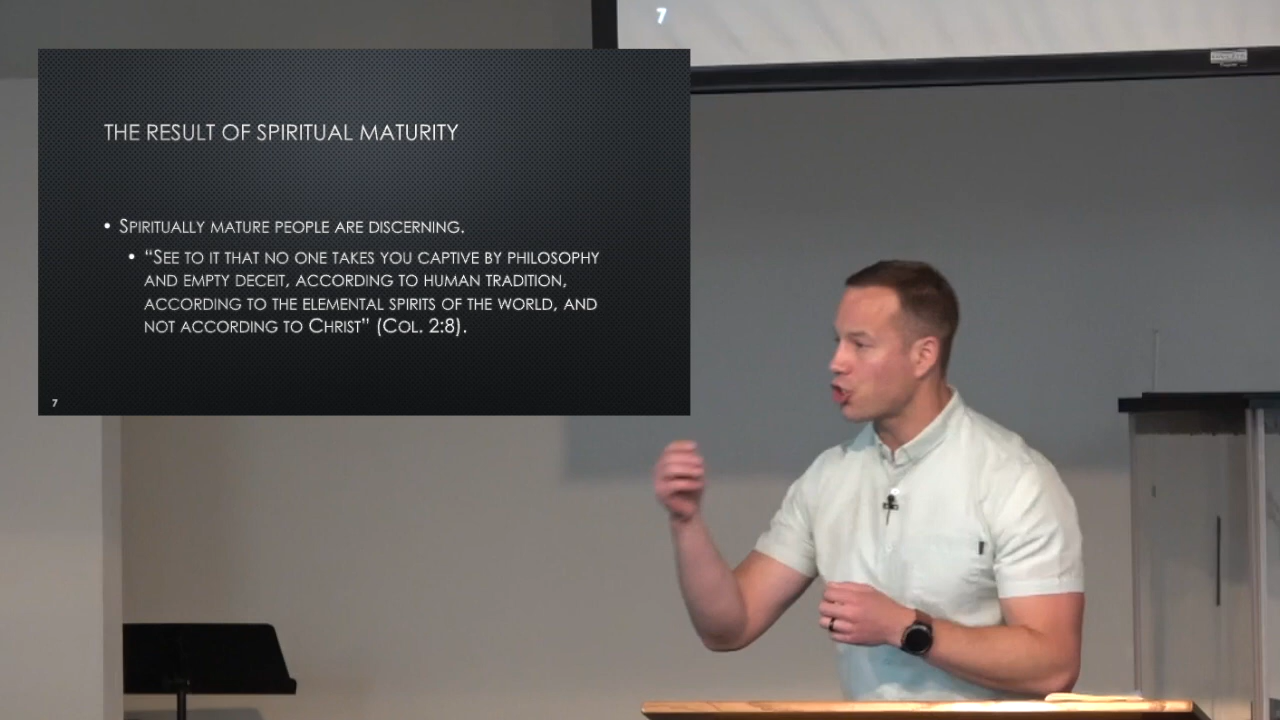 7
THE RESULT OF SPIRITUAL MATURITY
• SPIRITUALLY MATURE PEOPLE ARE DISCERNING.
• “SEE TO IT THAT NO ONE TAKES YOU CAPTIVE BY PHILOSOPHY
AND EMPTY DECEIT, ACCORDING TO HUMAN TRADITION,
ACCORDING TO THE ELEMENTAL SPIRITS OF THE WORLD, AND
NOT ACCORDING TO CHRIST” (COL. 2:8).
7